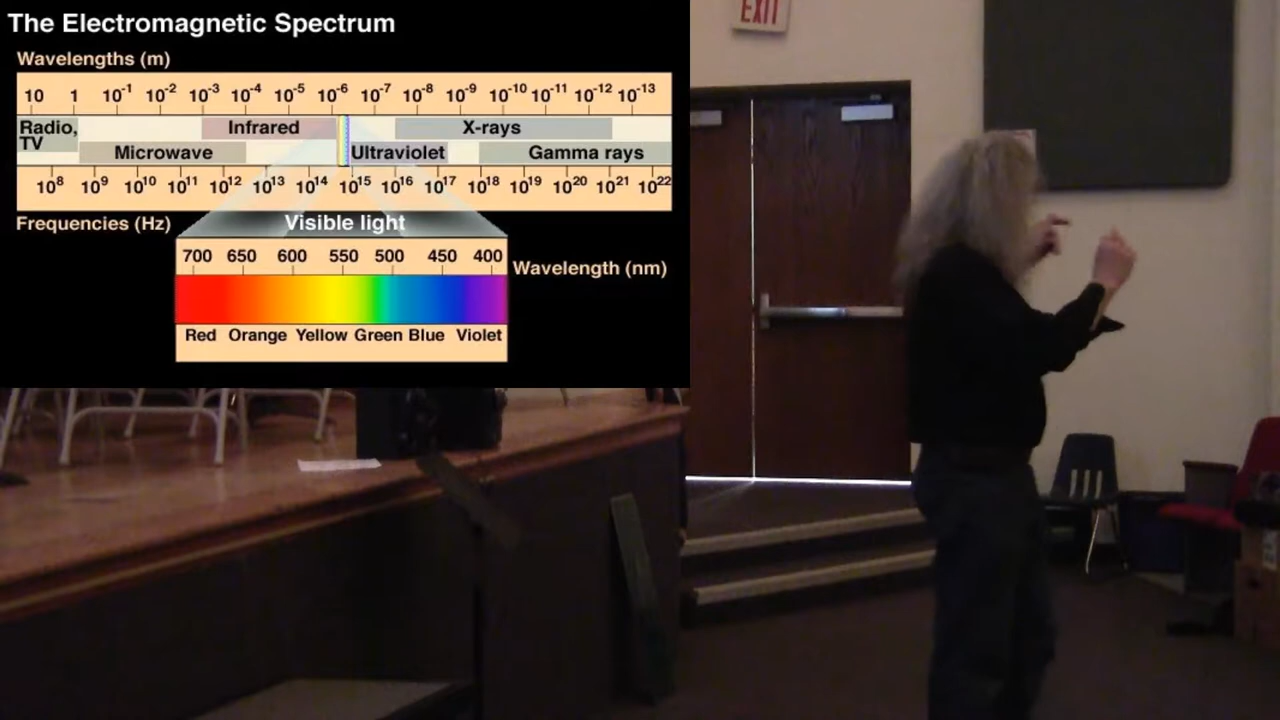 The Electromagnetic Spectrum
Wavelengths (m)
10 1 10⁻¹ 10⁻² 10⁻³ 10⁻⁴ 10⁻⁵ 10⁻⁶ 10⁻⁷ 10⁻⁸ 10⁻⁹ 10⁻¹⁰ 10⁻¹¹ 10⁻¹² 10⁻¹³
Radio, Infrared X-rays
TV
Microwave Ultraviolet Gamma rays
10⁸ 10⁹ 10¹⁰ 10¹¹ 10¹² 10¹³ 10¹⁴ 10¹⁵ 10¹⁶ 10¹⁷ 10¹⁸ 10¹⁹ 10²⁰ 10²¹ 10²²
Frequencies (Hz)
Visible light
700 650 600 550 500 450 400
Wavelength (nm)
Red Orange Yellow Green Blue Violet
EXIT